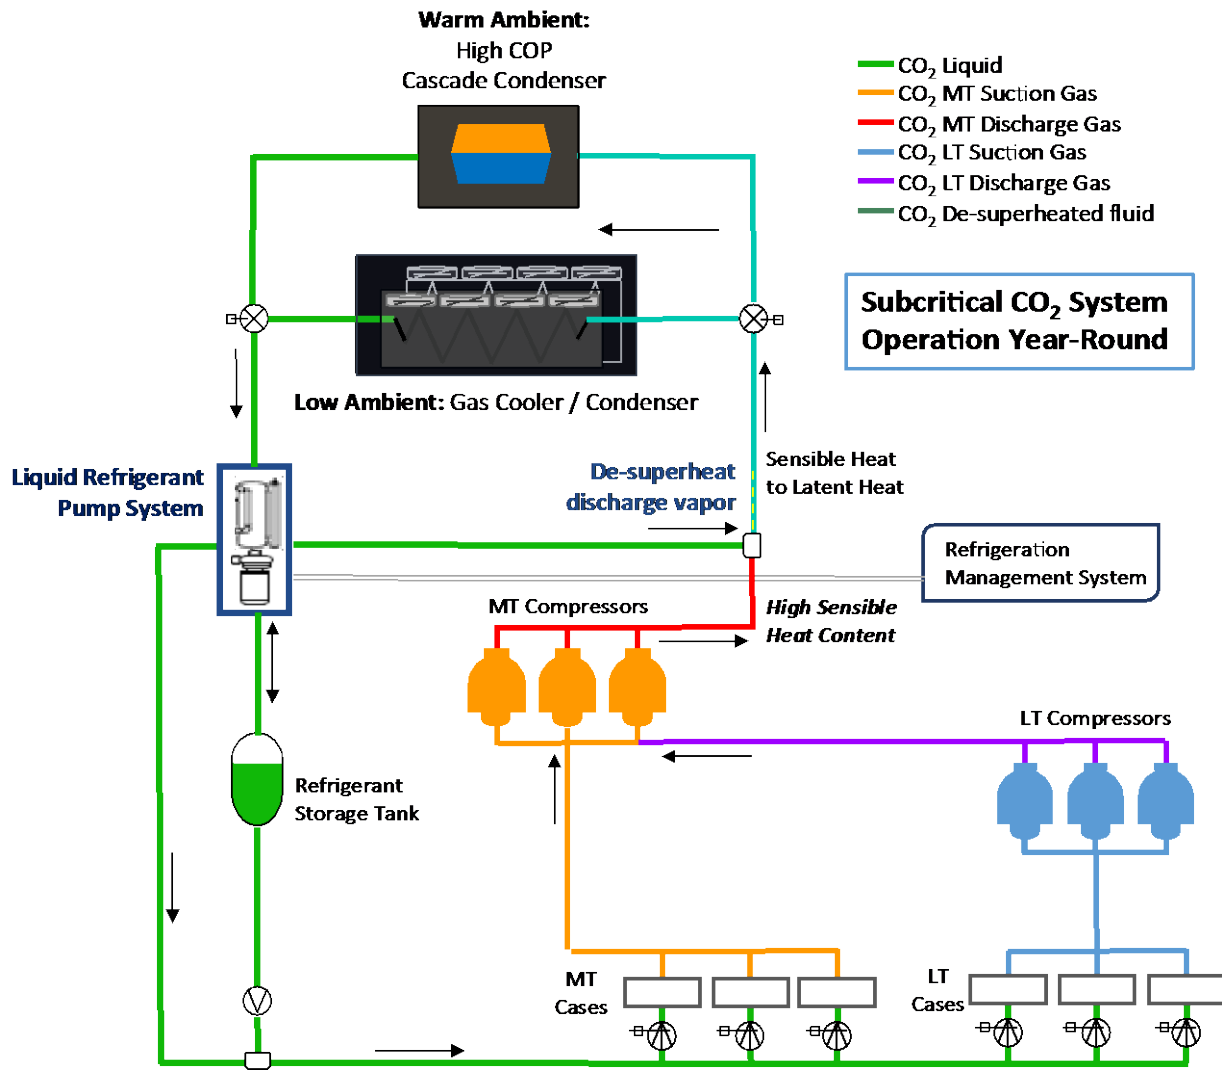 Warm Ambient:
High COP
Cascade Condenser
CO₂ Liquid
CO₂ MT Suction Gas
CO₂ MT Discharge Gas
CO₂ LT Suction Gas
CO₂ LT Discharge Gas
CO₂ De-superheated fluid
Subcritical CO₂ System
Operation Year-Round
Low Ambient: Gas Cooler / Condenser
Liquid Refrigerant
Pump System
De-superheat
discharge vapor
Sensible Heat
to Latent Heat
Refrigeration
Management System
MT Compressors
High Sensible
Heat Content
LT Compressors
Refrigerant
Storage Tank
MT
Cases
LT
Cases